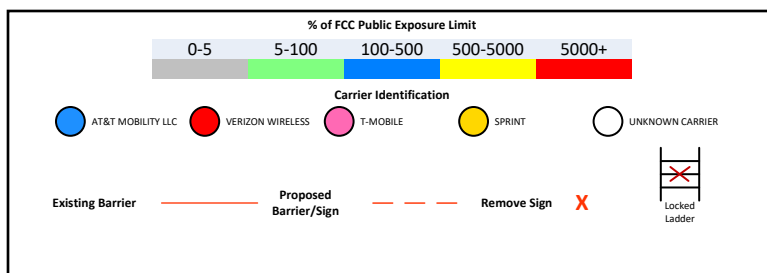 % of FCC Public Exposure Limit
0-5 5-100 100-500 500-5000 5000+
Carrier Identification
AT&T MOBILITY LLC VERIZON WIRELESS T-MOBILE SPRINT UNKNOWN CARRIER
Existing Barrier
Proposed
Barrier/Sign
Remove Sign X
Locked
Ladder